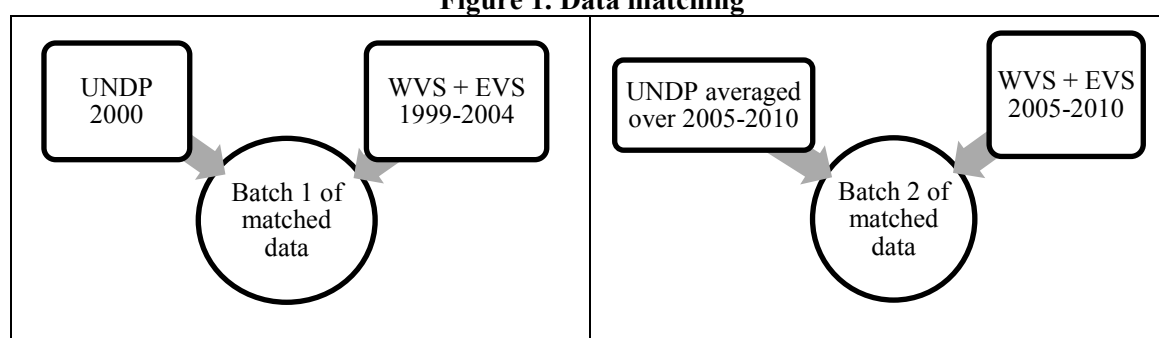 Figure 1. Data matching
UNDP
2000
WVS + EVS
1999-2004
Batch 1 of
matched
data
UNDP averaged
over 2005-2010
WVS + EVS
2005-2010
Batch 2 of
matched
data